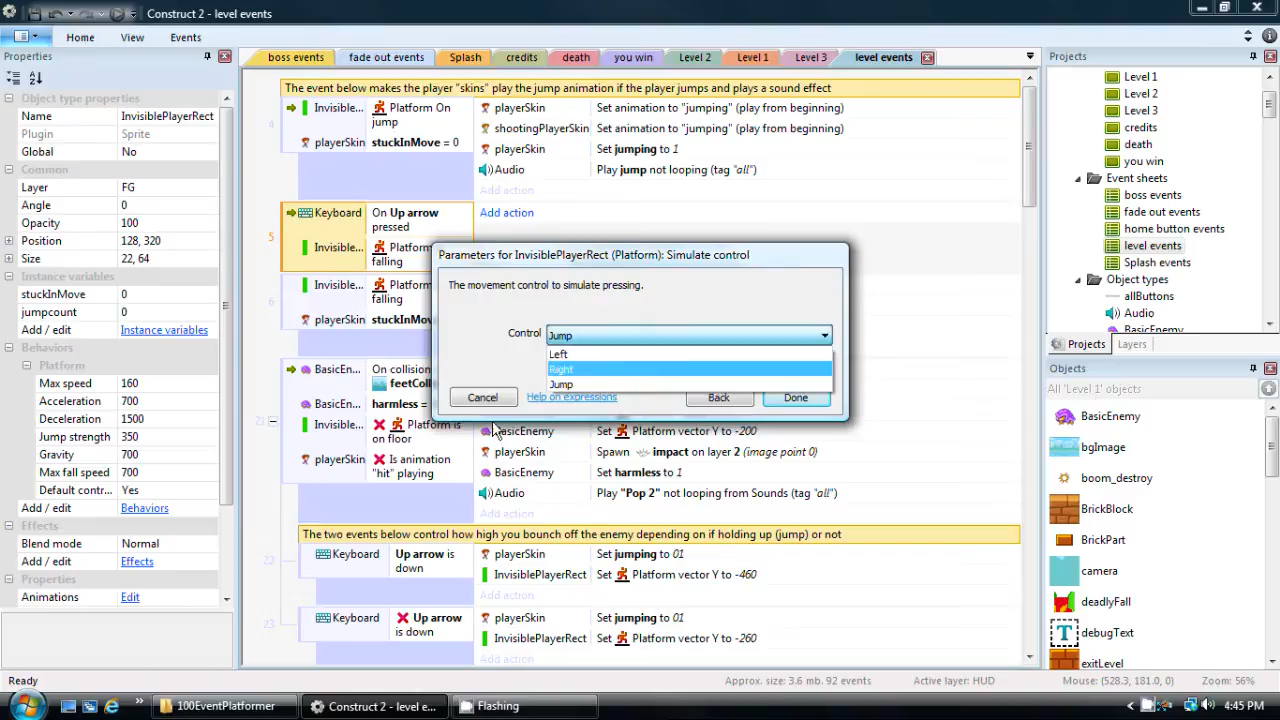 Construct 2 - level events
Home View Events
Properties
Object type properties
Name InvisiblePlayerRect
Plugin Sprite
Global No
Common
Layer FG
Angle 0
Opacity 100
Position 128, 320
Size 22, 64
Instance variables
stuckInMove 0
jumpcount 0
Add / edit Instance variables
Behaviors
Platform
Max speed 160
Acceleration 700
Deceleration 1500
Jump strength 350
Gravity 700
Max fall speed 700
Default contr... Yes
Add / edit Behaviors
Effects
Blend mode Normal
Add / edit Effects
Properties
Animations Edit
boss events fade out events Splash credits death you win Level 2 Level 1 Level 3 level events
The event below makes the player "skins" play the jump animation if the player jumps and plays a sound effect
4
Invisible... Platform On jump
playerSkin stuckInMove = 0
playerSkin Set animation to "jumping" (play from beginning)
shootingPlayerSkin Set animation to "jumping" (play from beginning)
playerSkin Set jumping to 1
Audio Play jump not looping (tag "all")
Add action
5
Keyboard On Up arrow pressed
Add action
Invisible... Platform
falling
6
Invisible... Platform
falling
playerSkin stuckInMov
Parameters for InvisiblePlayerRect (Platform): Simulate control
The movement control to simulate pressing.
Control Jump
Left
Right
Jump
Cancel Help on expressions Back Done
21
BasicEn... On collision
feetColl
BasicEn... harmless =
Invisible... Platform is on floor
playerSkin Is animation "hit" playing
BasicEnemy Set Platform vector Y to -200
playerSkin Spawn impact on layer 2 (image point 0)
BasicEnemy Set harmless to 1
Audio Play "Pop 2" not looping from Sounds (tag "all")
Add action
The two events below control how high you bounch off the enemy depending on if holding up (jump) or not
22
Keyboard Up arrow is down
playerSkin Set jumping to 01
InvisiblePlayerRect Set Platform vector Y to -460
Add action
23
Keyboard Up arrow is down
playerSkin Set jumping to 01
InvisiblePlayerRect Set Platform vector Y to -260
Add action
Projects
Level 1
Level 2
Level 3
credits
death
you win
Event sheets
boss events
fade out events
home button events
level events
Splash events
Object types
allButtons
Audio
BasicEnemy
Projects Layers
Objects
All 'Level 1' objects
BasicEnemy
bgImage
boom_destroy
BrickBlock
BrickPart
camera
deadlyFall
debugText
exitLevel
Ready
Approx. size: 3.6 mb. 92 events Active layer: HUD Mouse: (528.3, 181.0, 0) Zoom: 56%
100EventPlatformer Construct 2 - level e... Flashing 4:45 PM